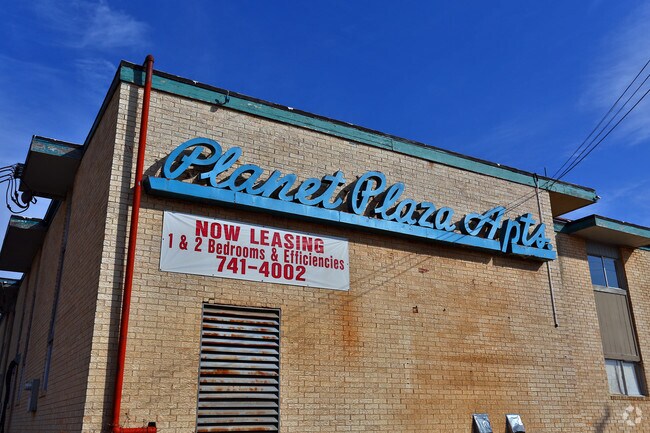 Planet Plaza Apts.
NOW LEASING
1 & 2 Bedrooms & Efficiencies
741-4002